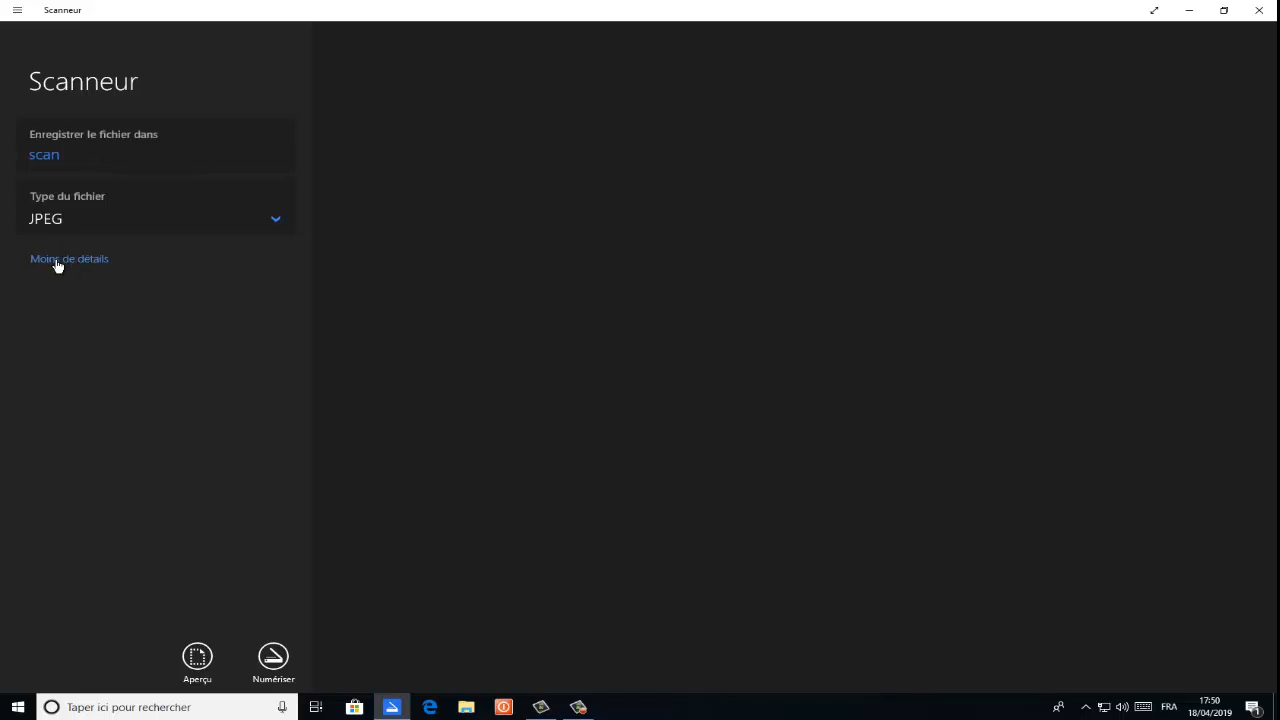 Scanneur
Scanneur
Enregistrer le fichier dans
scan
Type du fichier
JPEG
Moins de détails
Aperçu
Numériser
Taper ici pour rechercher
FRA
17:50
18/04/2019
1